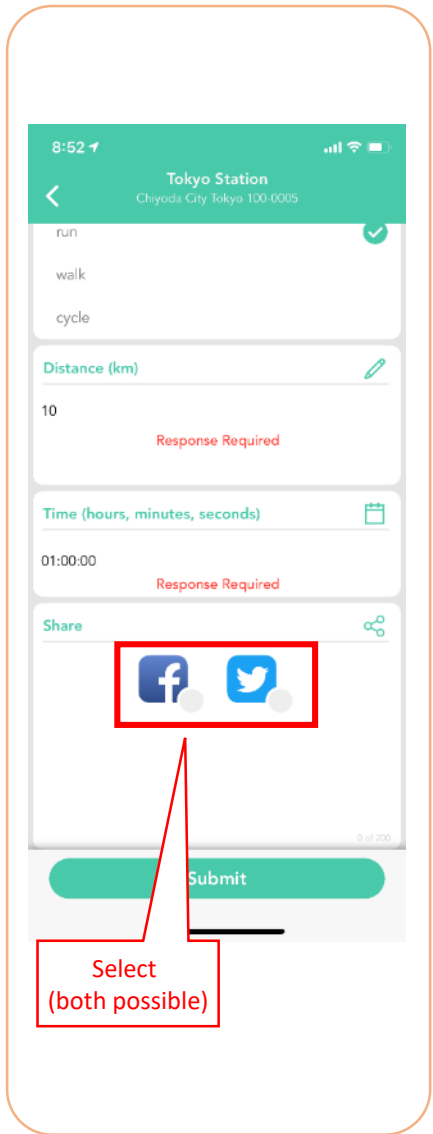 8:52
Tokyo Station
Chiyoda City Tokyo 100-0005
run
walk
cycle
Distance (km)
10
Response Required
Time (hours, minutes, seconds)
01:00:00
Response Required
Share
0 of 200
Submit
Select
(both possible)